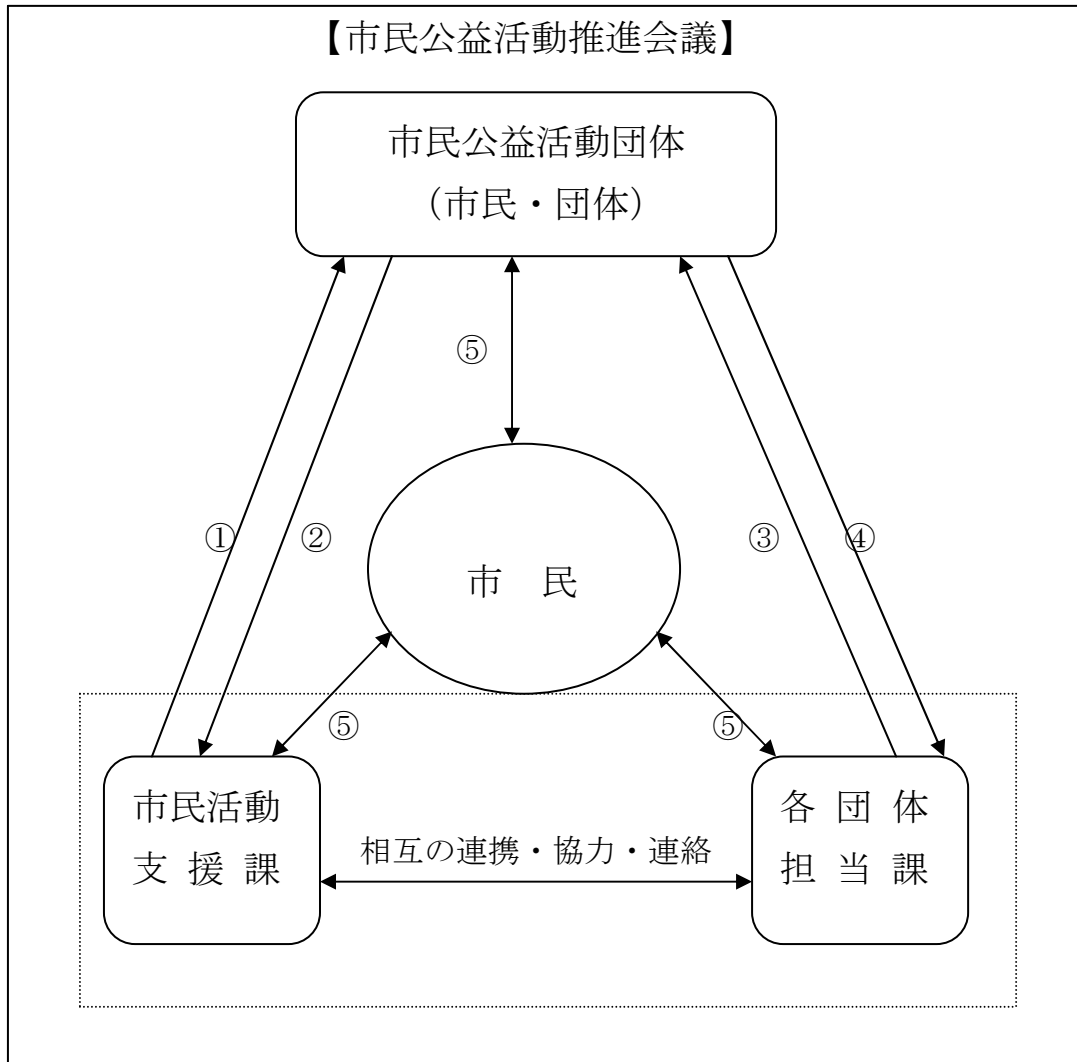 【市民公益活動推進会議】
市民公益活動団体
(市民・団体)
⑤
①
②
③
④
市 民
⑤
⑤
市民活動
支 援 課
相互の連携・協力・連絡
各 団 体
担 当 課